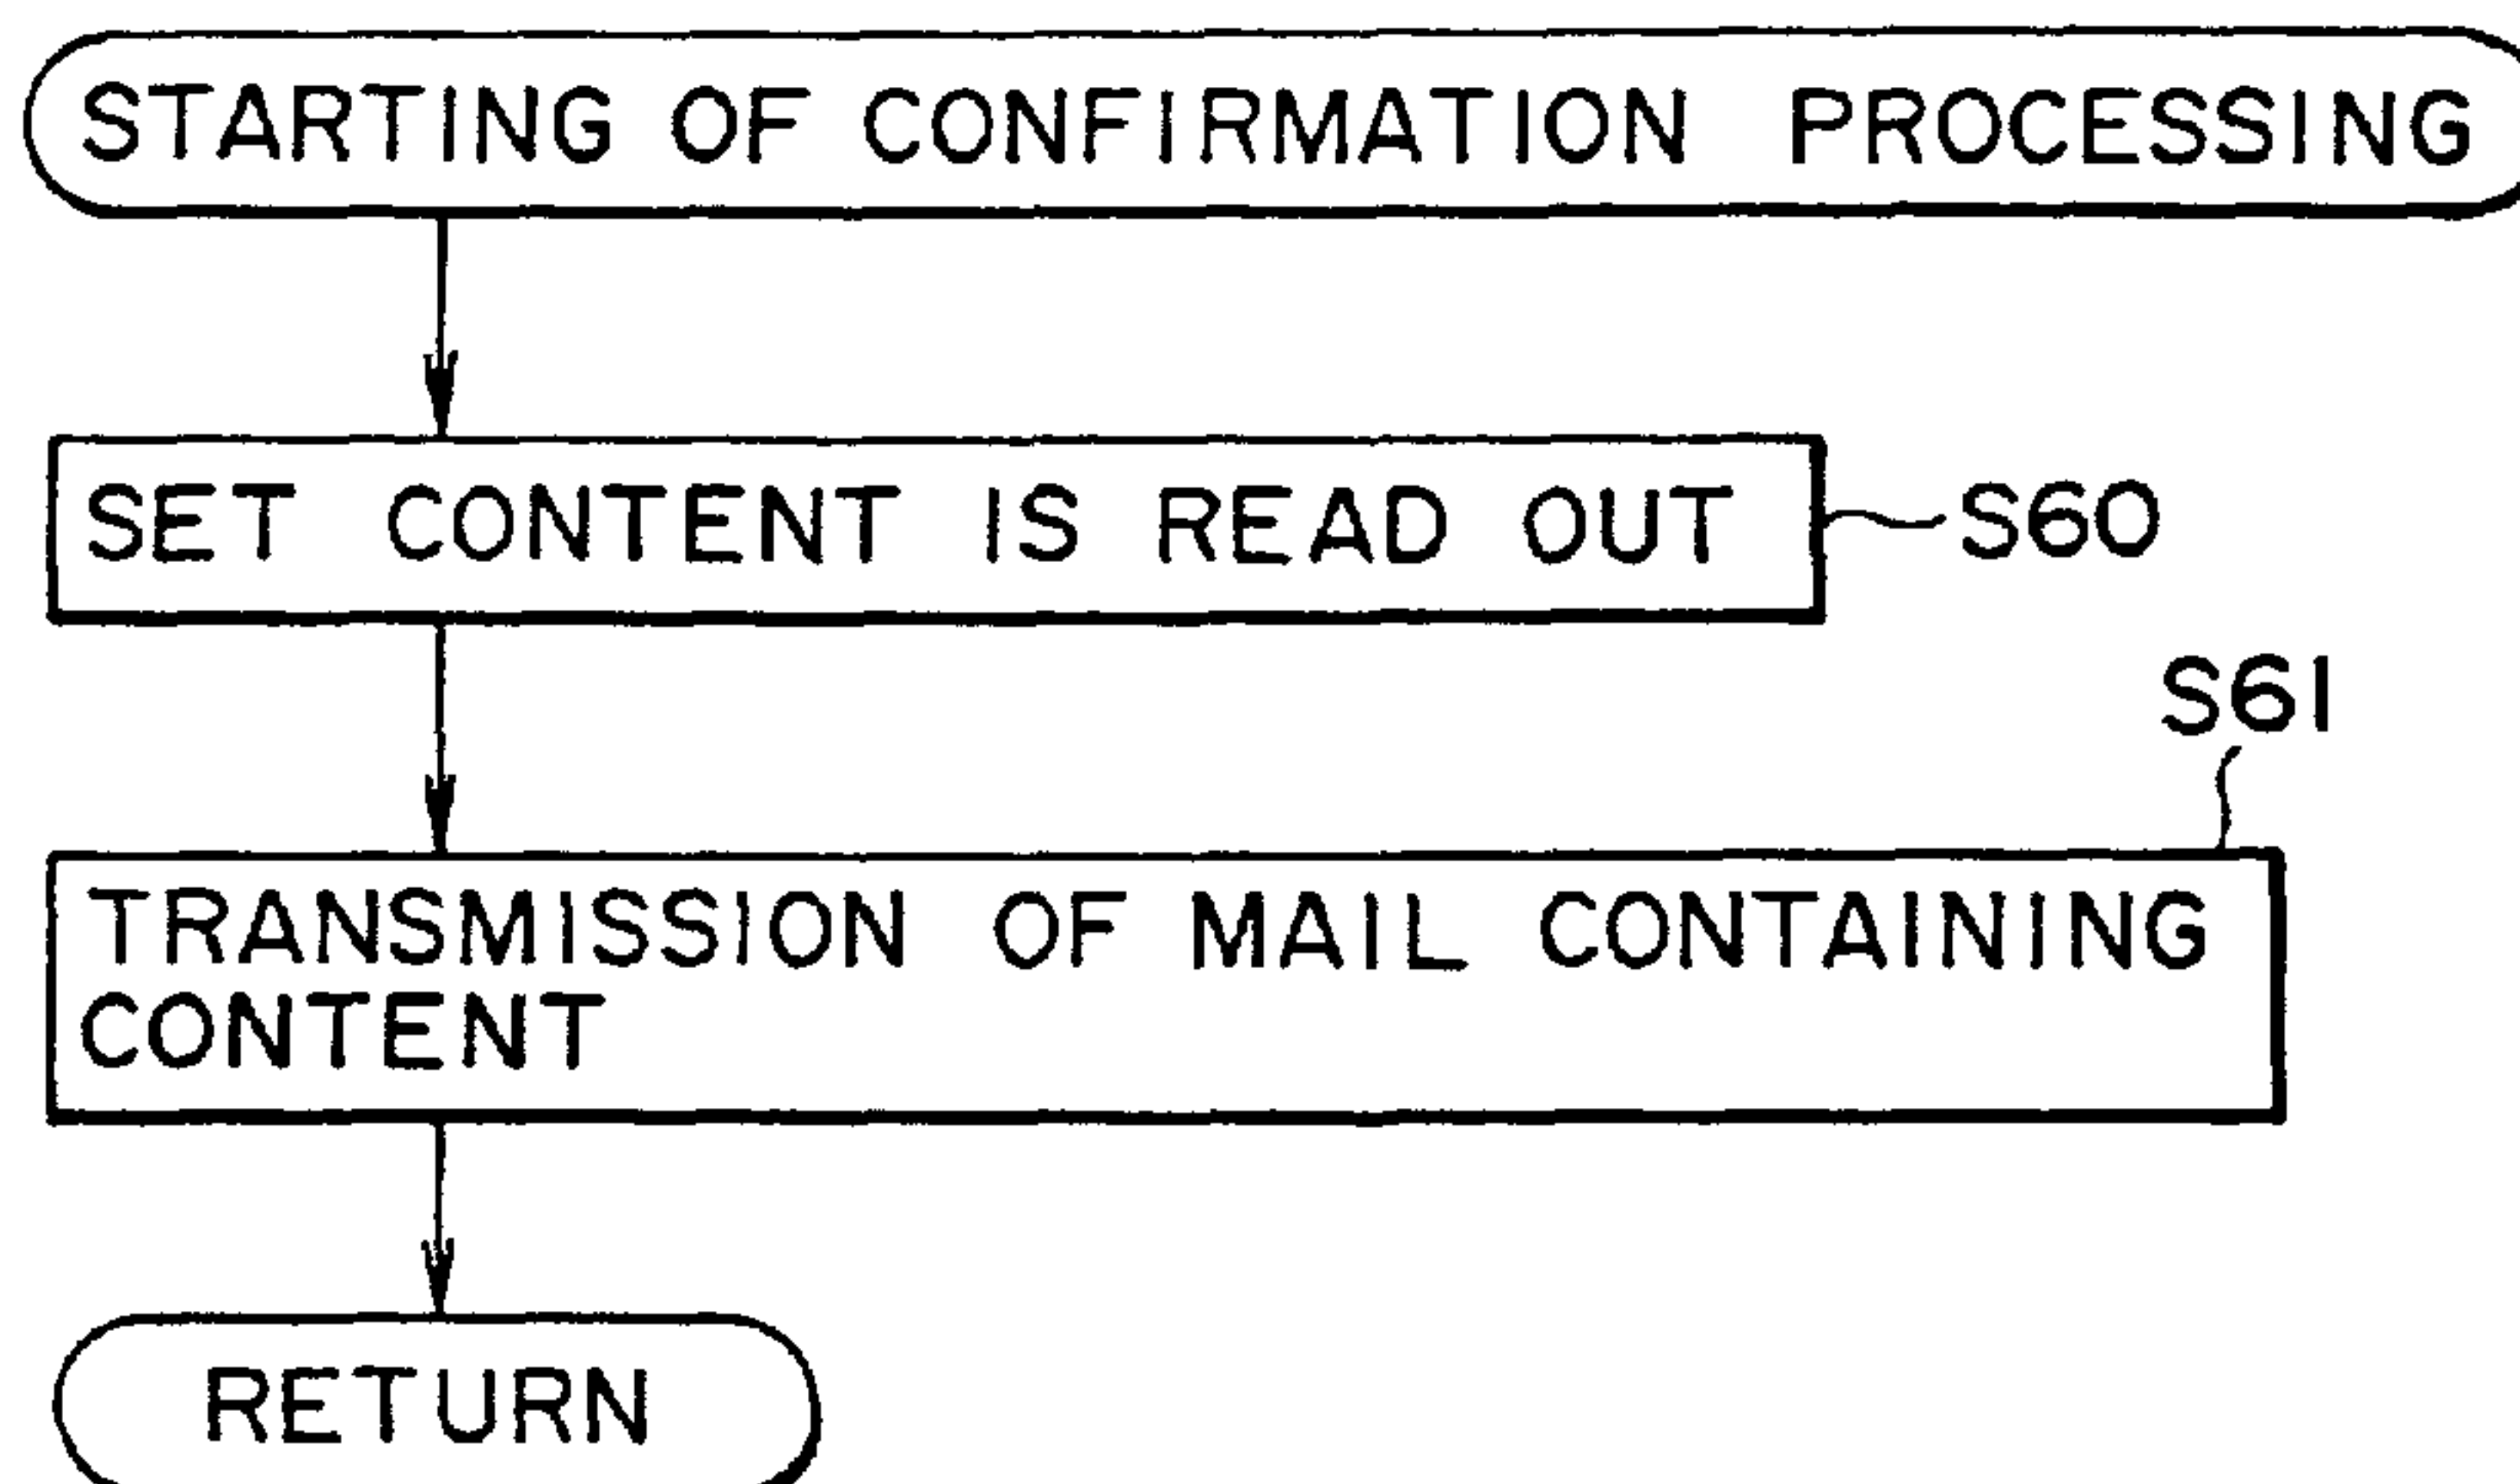 STARTING OF CONFIRMATION PROCESSING
SET CONTENT IS READ OUT
S60
S61
TRANSMISSION OF MAIL CONTAINING
CONTENT
RETURN